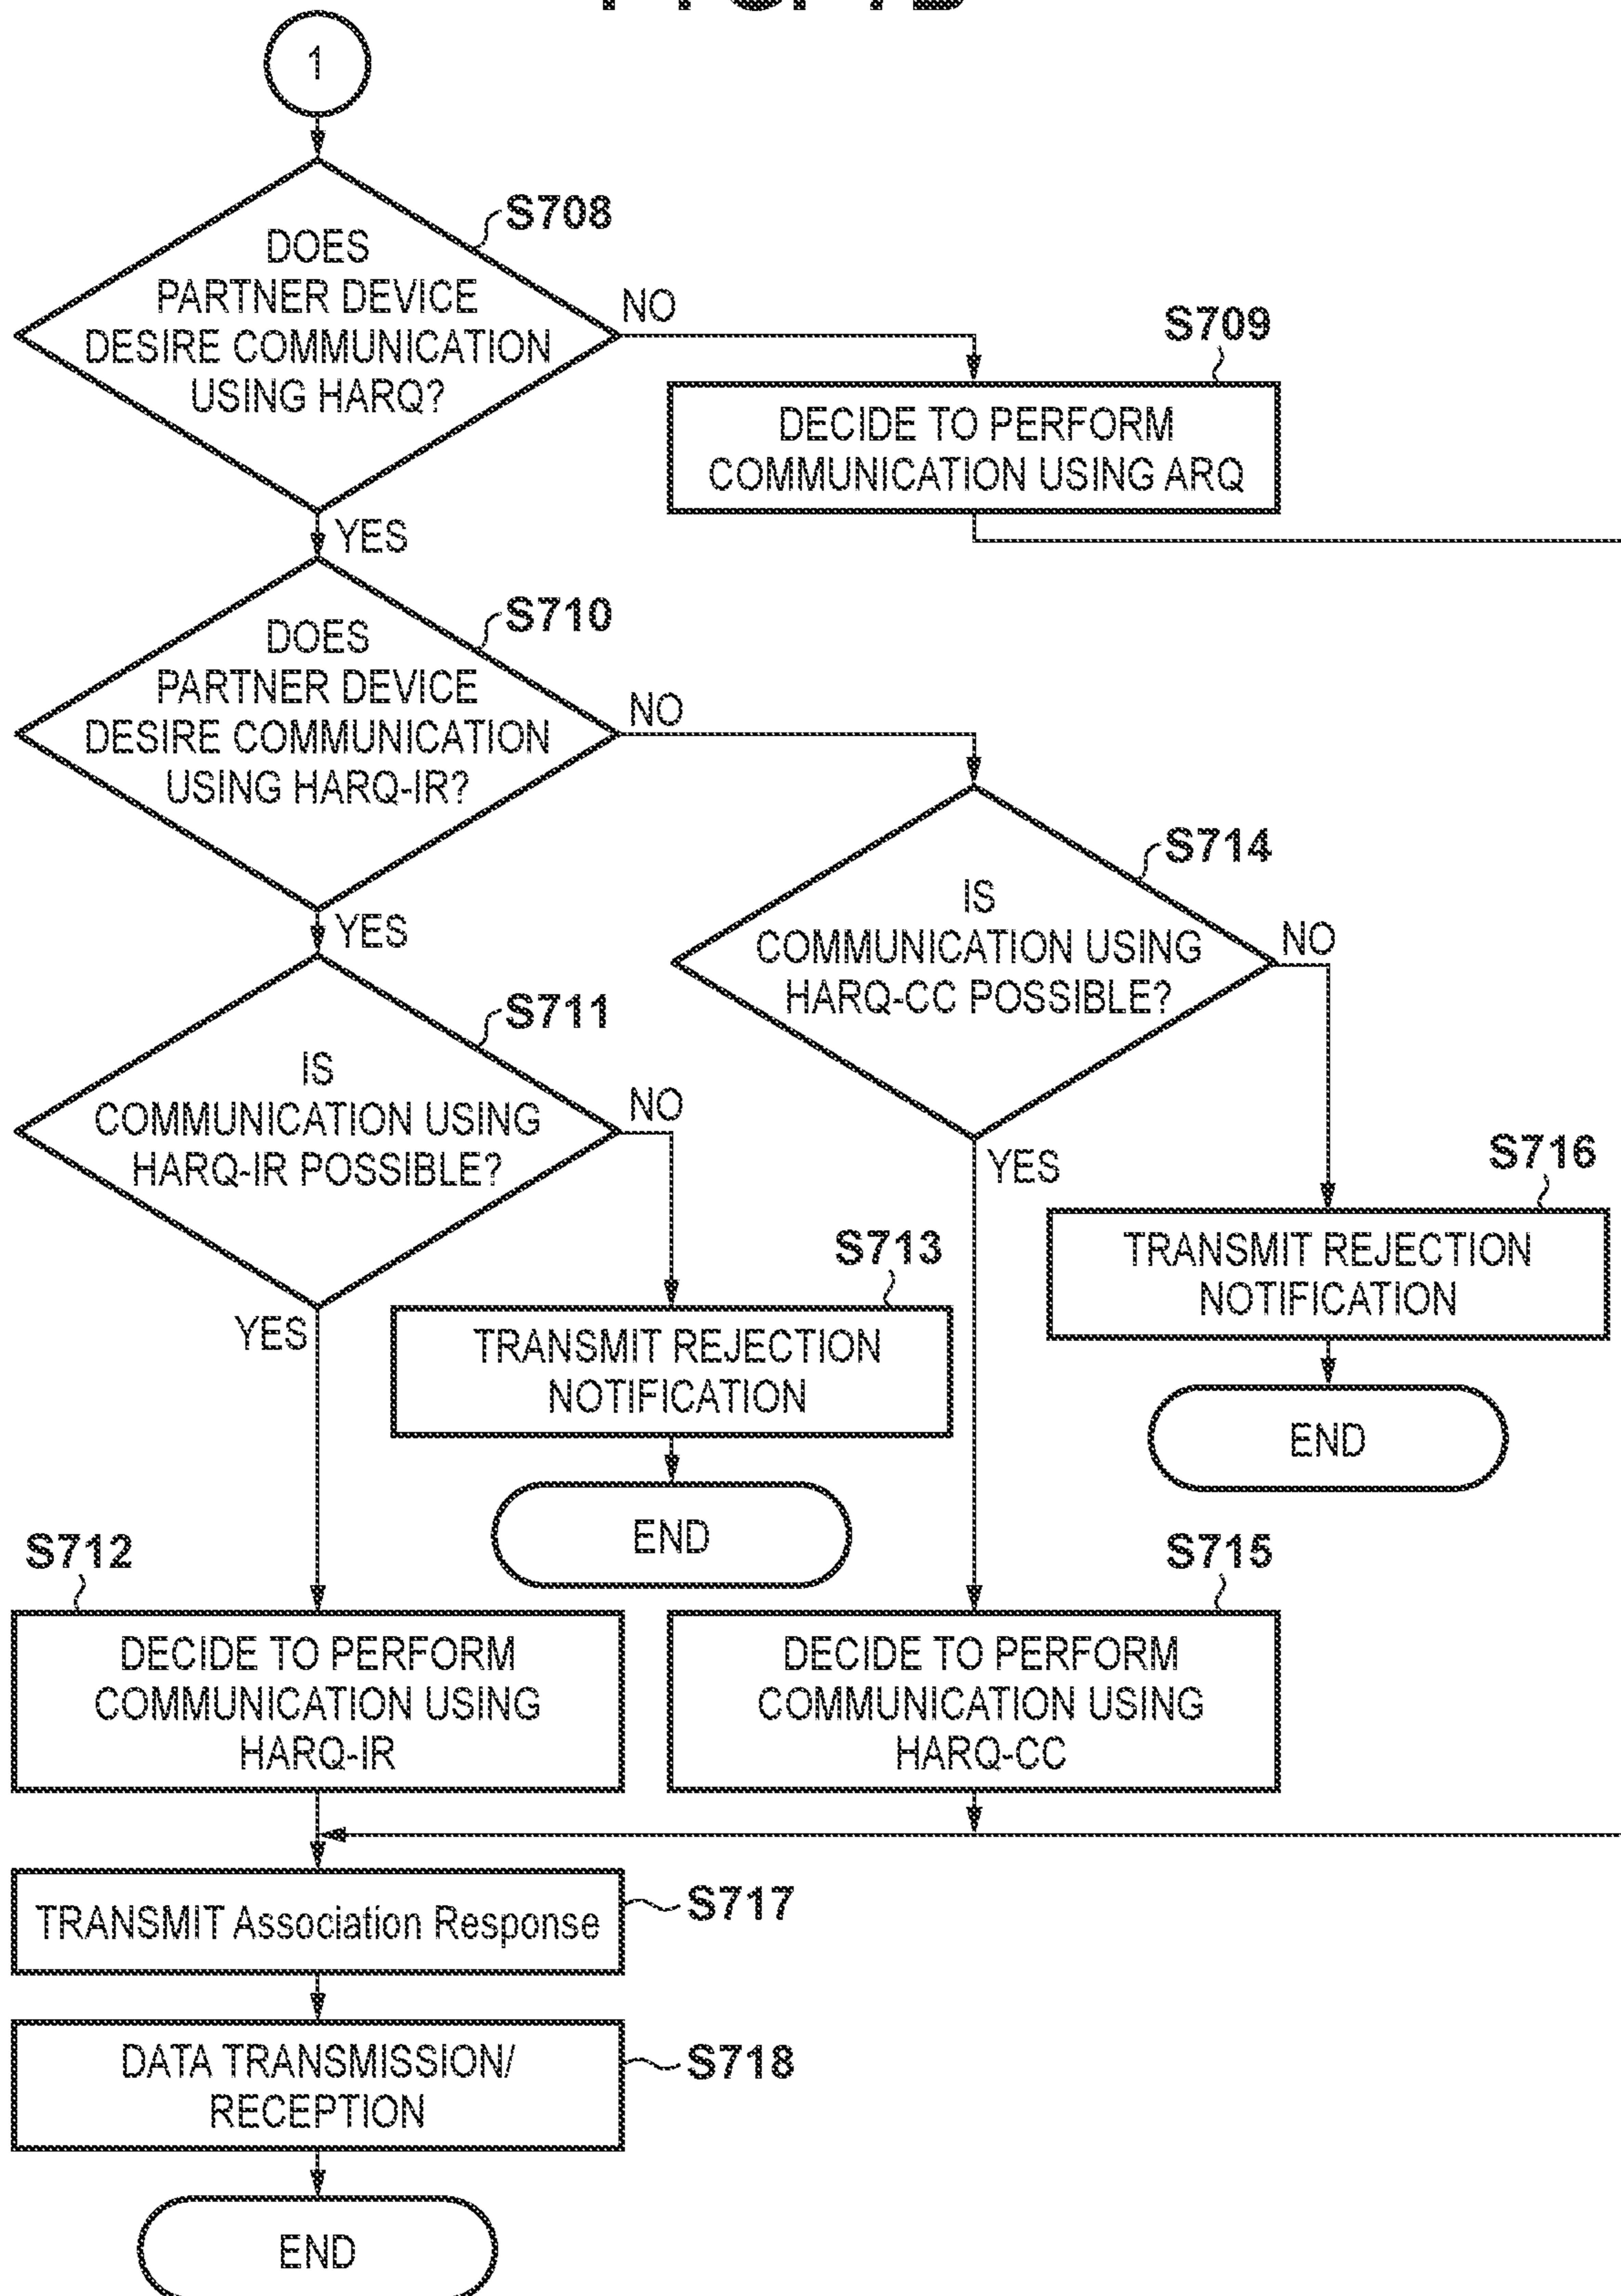 1
S708
DOES
PARTNER DEVICE
DESIRE COMMUNICATION
USING HARQ?
NO
S709
DECIDE TO PERFORM
COMMUNICATION USING ARQ
YES
S710
DOES
PARTNER DEVICE
DESIRE COMMUNICATION
USING HARQ-IR?
NO
S714
IS
COMMUNICATION USING
HARQ-CC POSSIBLE?
NO
YES
S711
IS
COMMUNICATION USING
HARQ-IR POSSIBLE?
NO
YES
S716
TRANSMIT REJECTION
NOTIFICATION
END
S713
TRANSMIT REJECTION
NOTIFICATION
END
YES
S712
DECIDE TO PERFORM
COMMUNICATION USING
HARQ-IR
S715
DECIDE TO PERFORM
COMMUNICATION USING
HARQ-CC
TRANSMIT Association Response
S717
DATA TRANSMISSION/
RECEPTION
S718
END